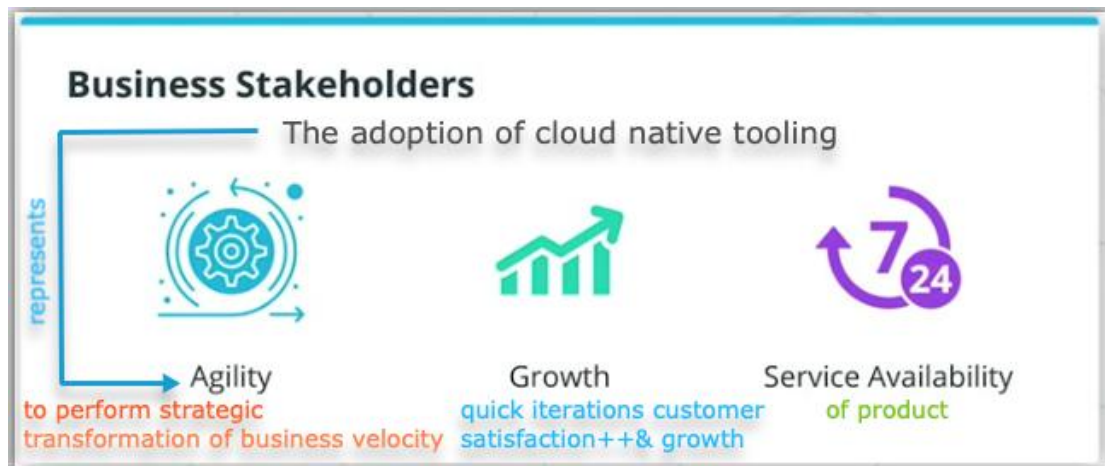 Business Stakeholders
The adoption of cloud native tooling
represents
7
24
Agility
Growth
Service Availability
to perform strategic
transformation of business velocity
quick iterations customer
satisfaction++& growth
of product